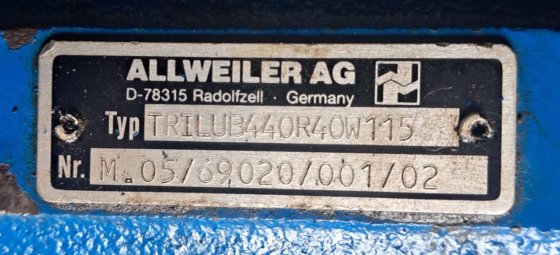 ALLWEILER AG
D-78315 Radolfzell · Germany
Typ TRILUB440R40W115
Nr. M.05/69020/001/02